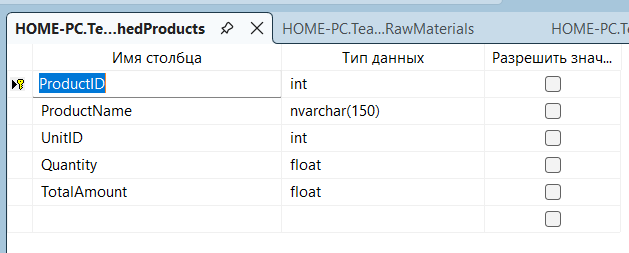 HOME-PC.Te...hedProducts HOME-PC.Tea...RawMaterials HOME-PC.Te
Имя столбца Тип данных Разрешить знач...
ProductID int
ProductName nvarchar(150)
UnitID int
Quantity float
TotalAmount float